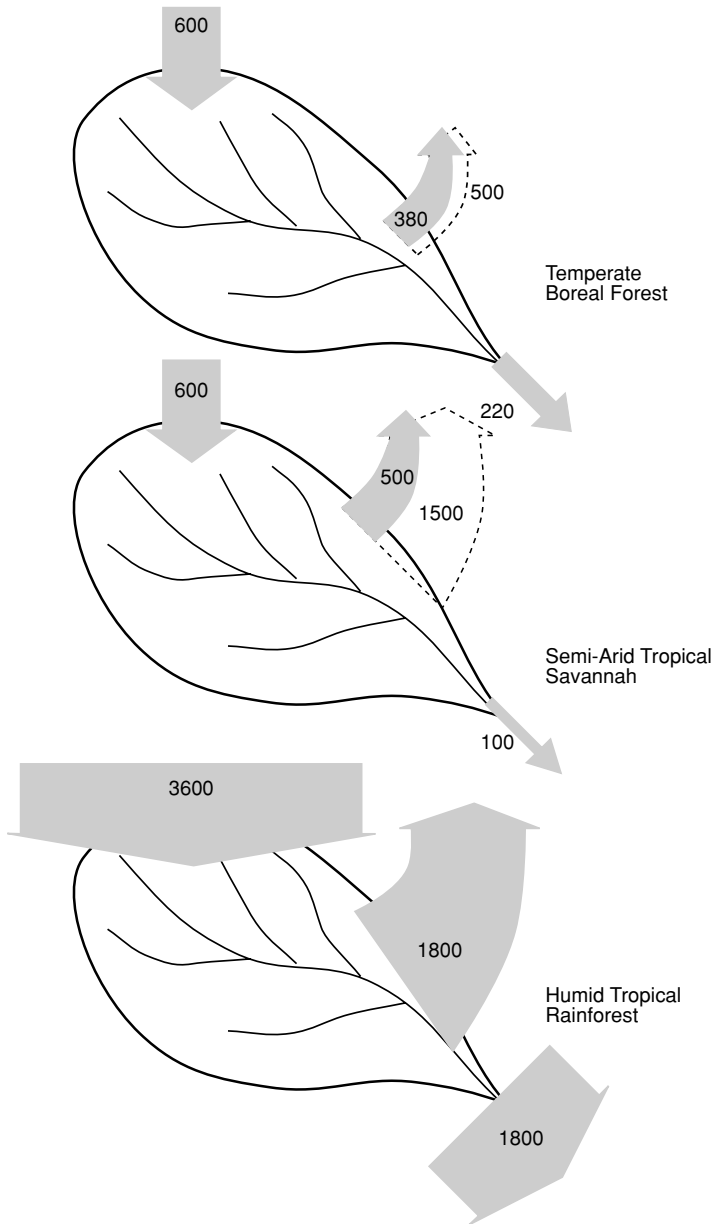 600
500
380
Temperate
Boreal Forest
600
220
500
1500
Semi-Arid Tropical
Savannah
100
3600
1800
Humid Tropical
Rainforest
1800